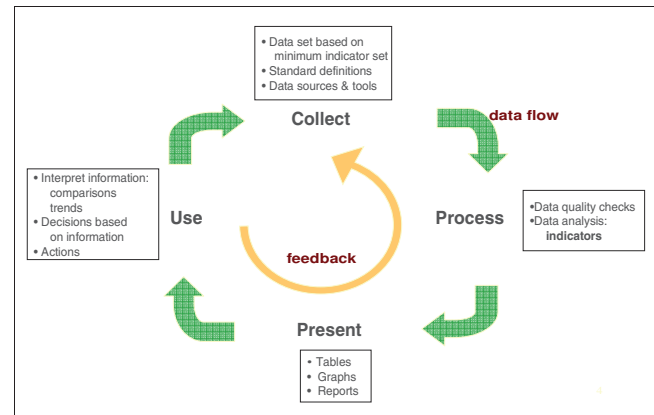 • Data set based on
minimum indicator set
• Standard definitions
• Data sources & tools
Collect
data flow
• Interpret information:
comparisons
trends
• Decisions based
on information
• Actions
Use
Process
•Data quality checks
•Data analysis:
indicators
feedback
Present
• Tables
• Graphs
• Reports